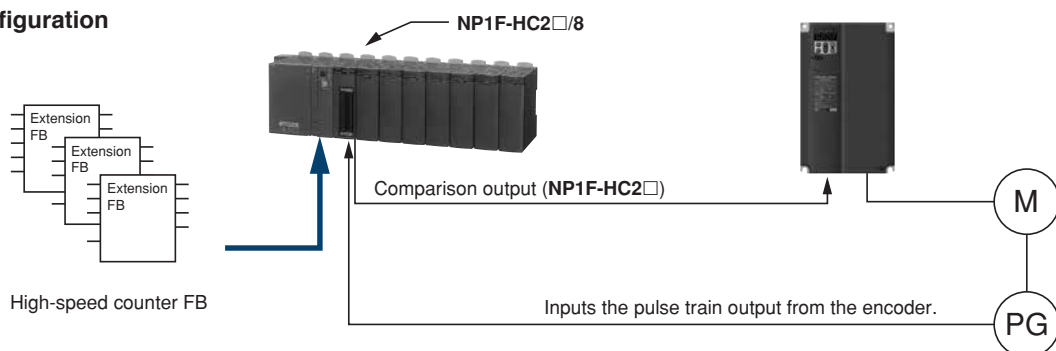 figuration
NP1F-HC2□/8
Extension
FB
Extension
FB
Extension
FB
Comparison output (NP1F-HC2□)
M
High-speed counter FB
Inputs the pulse train output from the encoder.
PG